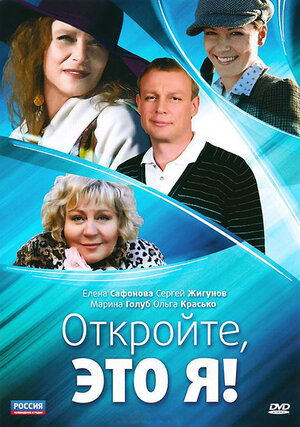 Елена Сафонова Сергей Жигунов
Марина Голуб Ольга Красько
Откройте,
ЭТО Я!
РОССИЯ
DVD